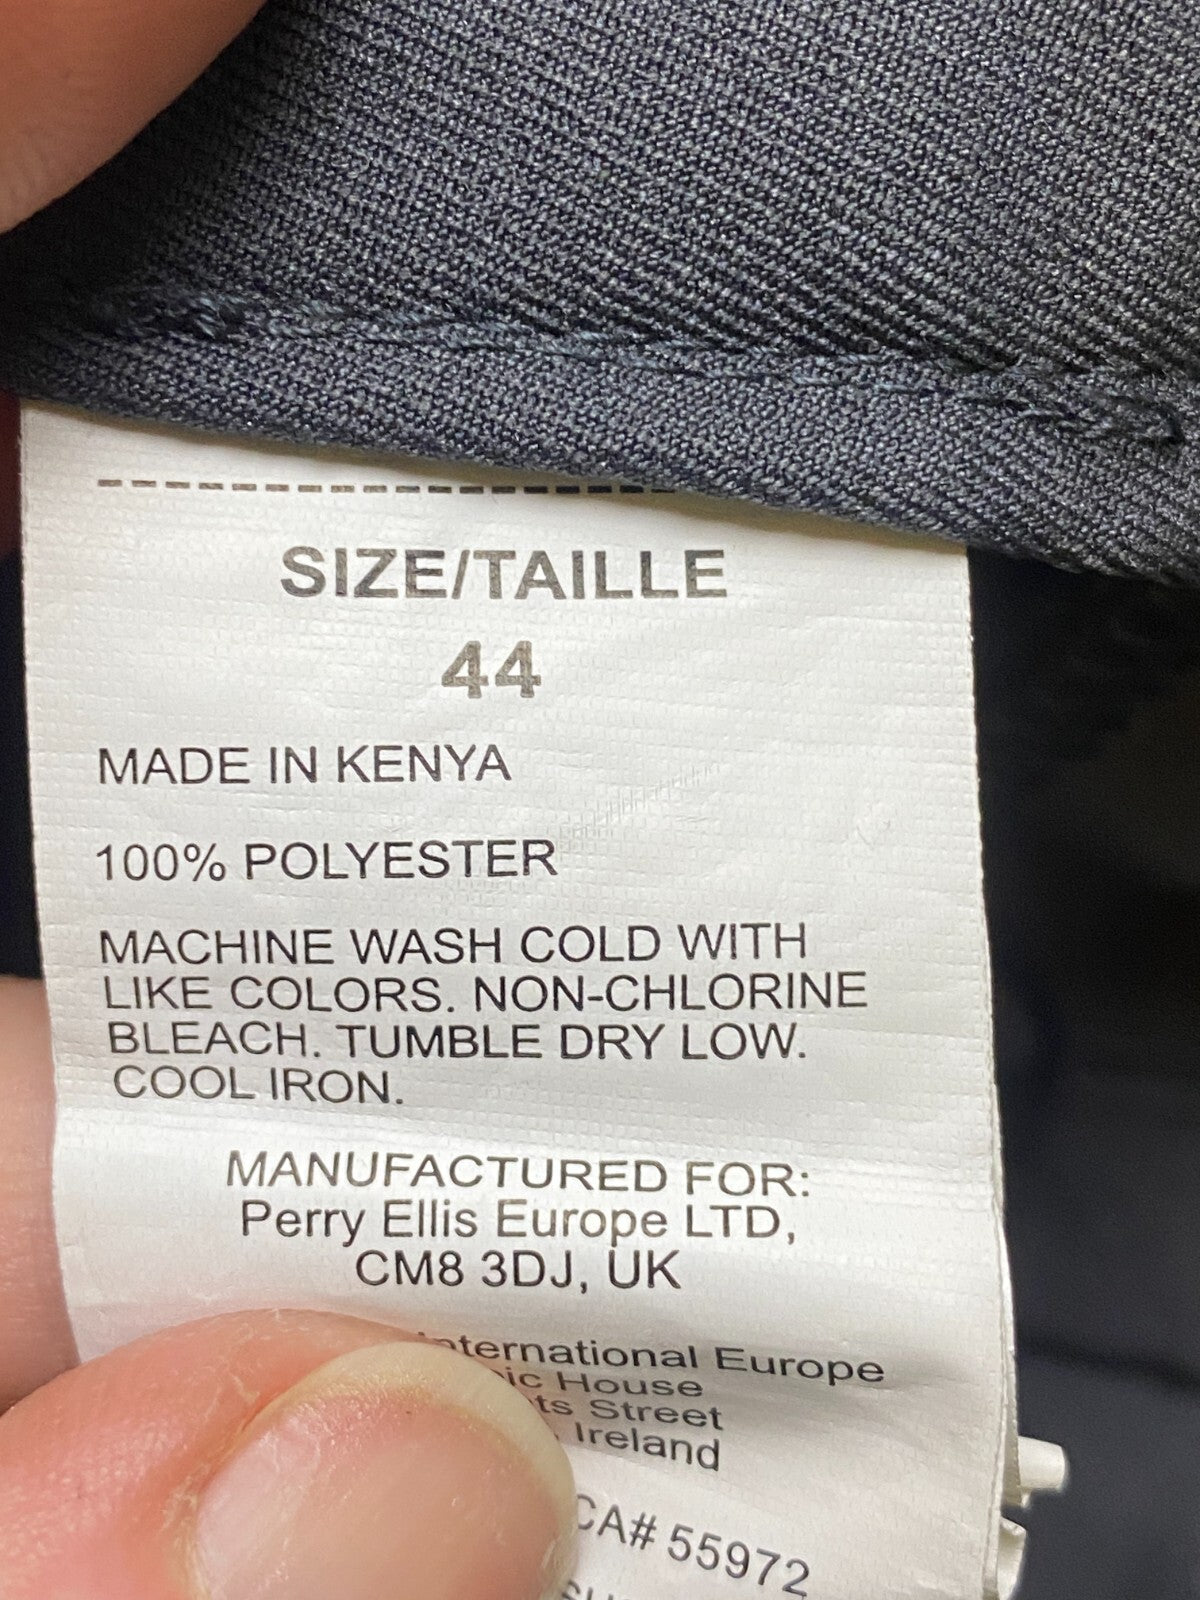 SIZE/TAILLE
44
MADE IN KENYA
100% POLYESTER
MACHINE WASH COLD WITH
LIKE COLORS. NON-CHLORINE
BLEACH. TUMBLE DRY LOW.
COOL IRON.
MANUFACTURED FOR:
Perry Ellis Europe LTD,
CM8 3DJ, UK
International Europe
House
Street
Ireland
CA# 55972